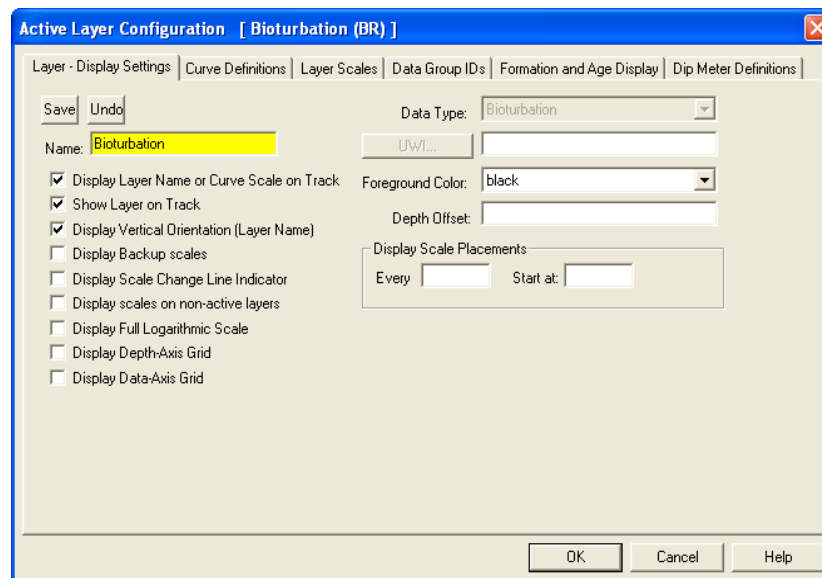 Active Layer Configuration [ Bioturbation (BR) ]
Layer - Display Settings Curve Definitions Layer Scales Data Group IDs Formation and Age Display Dip Meter Definitions
Save Undo
Name: Bioturbation
Display Layer Name or Curve Scale on Track
Show Layer on Track
Display Vertical Orientation (Layer Name)
Display Backup scales
Display Scale Change Line Indicator
Display scales on non-active layers
Display Full Logarithmic Scale
Display Depth-Axis Grid
Display Data-Axis Grid
Data Type: Bioturbation
UWI...
Foreground Color: black
Depth Offset:
Display Scale Placements
Every Start at:
OK Cancel Help